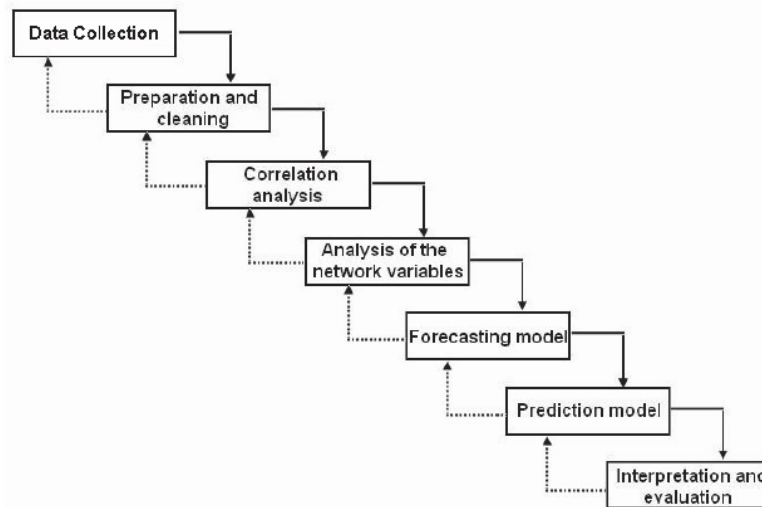 Data Collection
Preparation and
cleaning
Correlation
analysis
Analysis of the
network variables
Forecasting model
Prediction model
Interpretation and
evaluation